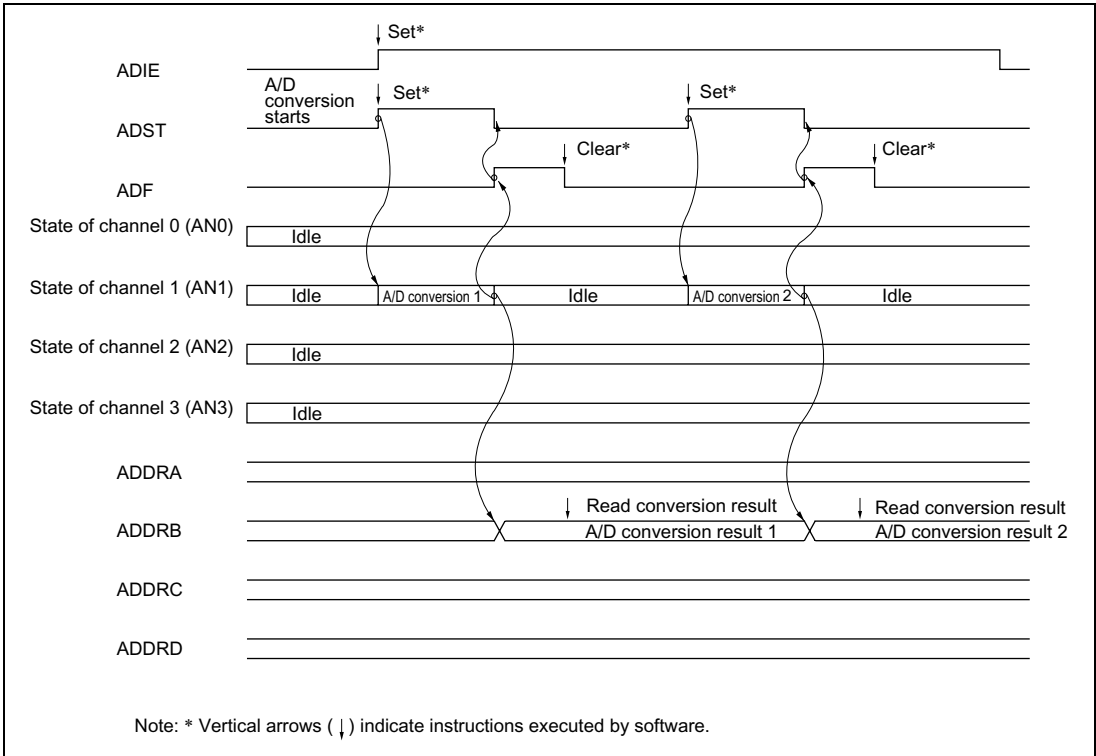 Set*
ADIE
A/D
conversion
starts
Set*
Set*
ADST
Clear*
Clear*
ADF
State of channel 0 (AN0)
Idle
State of channel 1 (AN1)
Idle
A/D conversion 1
Idle
A/D conversion 2
Idle
State of channel 2 (AN2)
Idle
State of channel 3 (AN3)
Idle
ADDRA
Read conversion result
Read conversion result
ADDRB
A/D conversion result 1
A/D conversion result 2
ADDRC
ADDRD
Note: * Vertical arrows (↓) indicate instructions executed by software.